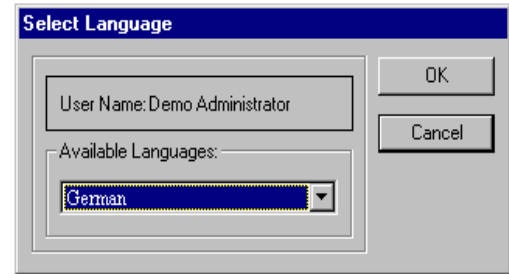 Select Language
User Name: Demo Administrator
OK
Cancel
Available Languages:
German